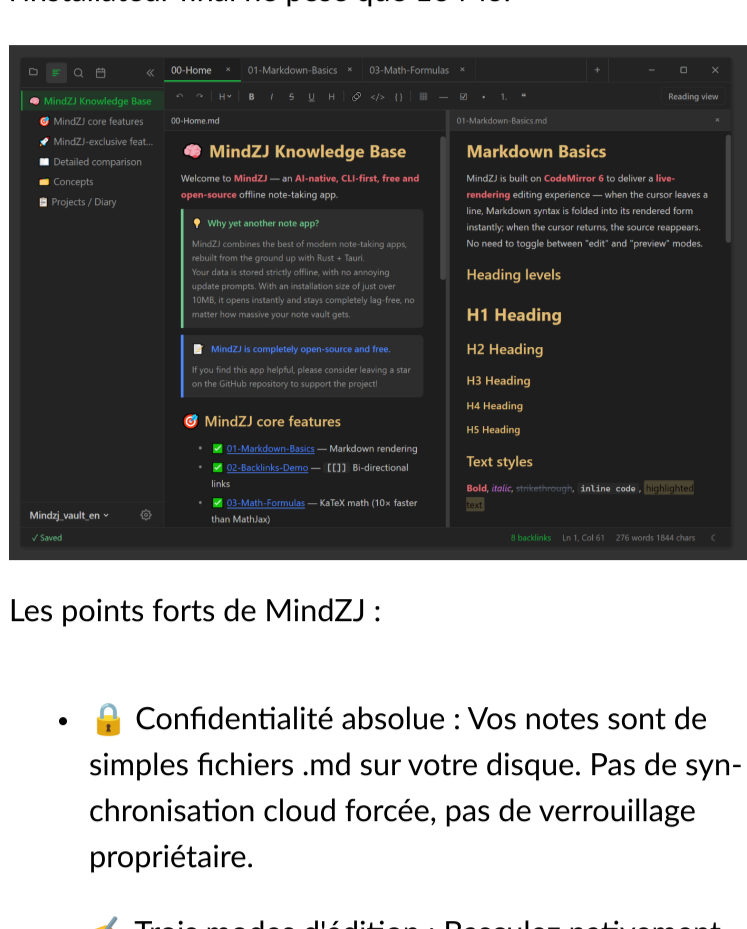 00-Home ×
01-Markdown-Basics ×
03-Math-Formulas ×
H B I S U H </> {} 1.
Reading view
🧠 MindZJ Knowledge Base
🎯 MindZJ core features
🚀 MindZJ-exclusive feat...
📖 Detailed comparison
📁 Concepts
📋 Projects / Diary
Mindzj_vault_en
✓ Saved
00-Home.md
🧠 MindZJ Knowledge Base
Welcome to MindZJ — an AI-native, CLI-first, free and
open-source offline note-taking app.
💡 Why yet another note app?
MindZJ combines the best of modern note-taking apps,
rebuilt from the ground up with Rust + Tauri.
Your data is stored strictly offline, with no annoying
update prompts. With an installation size of just over
10MB, it opens instantly and stays completely lag-free, no
matter how massive your note vault gets.
📝 MindZJ is completely open-source and free.
If you find this app helpful, please consider leaving a star
on the GitHub repository to support the project!
🎯 MindZJ core features
• ✅ 01-Markdown-Basics — Markdown rendering
• ✅ 02-Backlinks-Demo — [[]] Bi-directional
links
• ✅ 03-Math-Formulas — KaTeX math (10× faster
than MathJax)
01-Markdown-Basics.md ×
Markdown Basics
MindZJ is built on CodeMirror 6 to deliver a live-
rendering editing experience — when the cursor leaves a
line, Markdown syntax is folded into its rendered form
instantly; when the cursor returns, the source reappears.
No need to toggle between "edit" and "preview" modes.
Heading levels
H1 Heading
H2 Heading
H3 Heading
H4 Heading
H5 Heading
Text styles
Bold, italic, strikethrough, inline code, highlighted
text
8 backlinks Ln 1, Col 61 276 words 1844 chars
Les points forts de MindZJ :
• 🔒 Confidentialité absolue : Vos notes sont de
simples fichiers .md sur votre disque. Pas de syn-
chronisation cloud forcée, pas de verrouillage
propriétaire.